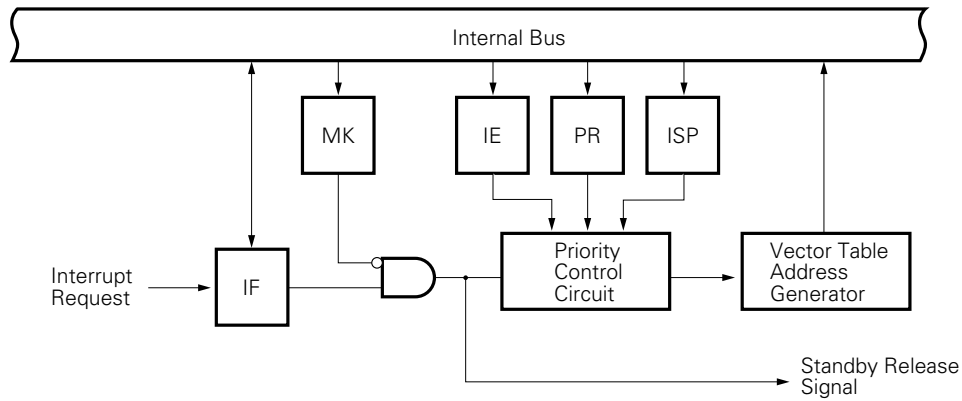 Internal Bus
MK
IE
PR
ISP
Interrupt
Request
IF
Priority
Control
Circuit
Vector Table
Address
Generator
Standby Release
Signal